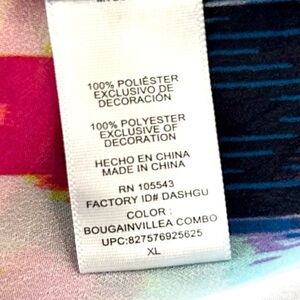 100% POLIÉSTER
EXCLUSIVO DE
DECORACIÓN
100% POLYESTER
EXCLUSIVE OF
DECORATION
HECHO EN CHINA
MADE IN CHINA
RN 105543
FACTORY ID# DASHGU
COLOR :
BOUGAINVILLEA COMBO
UPC:827576925625
XL